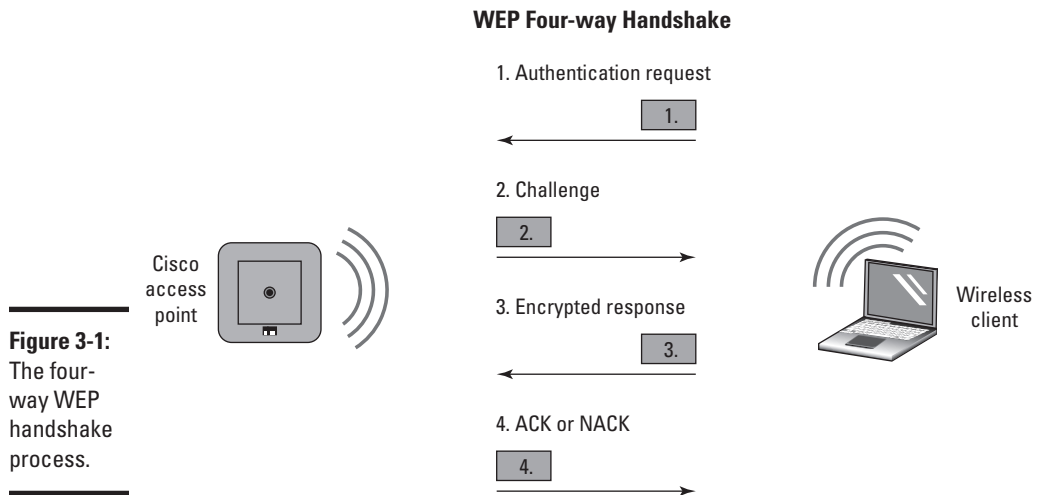 WEP Four-way Handshake
1. Authentication request
1.
2. Challenge
2.
3. Encrypted response
3.
4. ACK or NACK
4.
Cisco
access
point
Wireless
client
Figure 3-1:
The four-
way WEP
handshake
process.